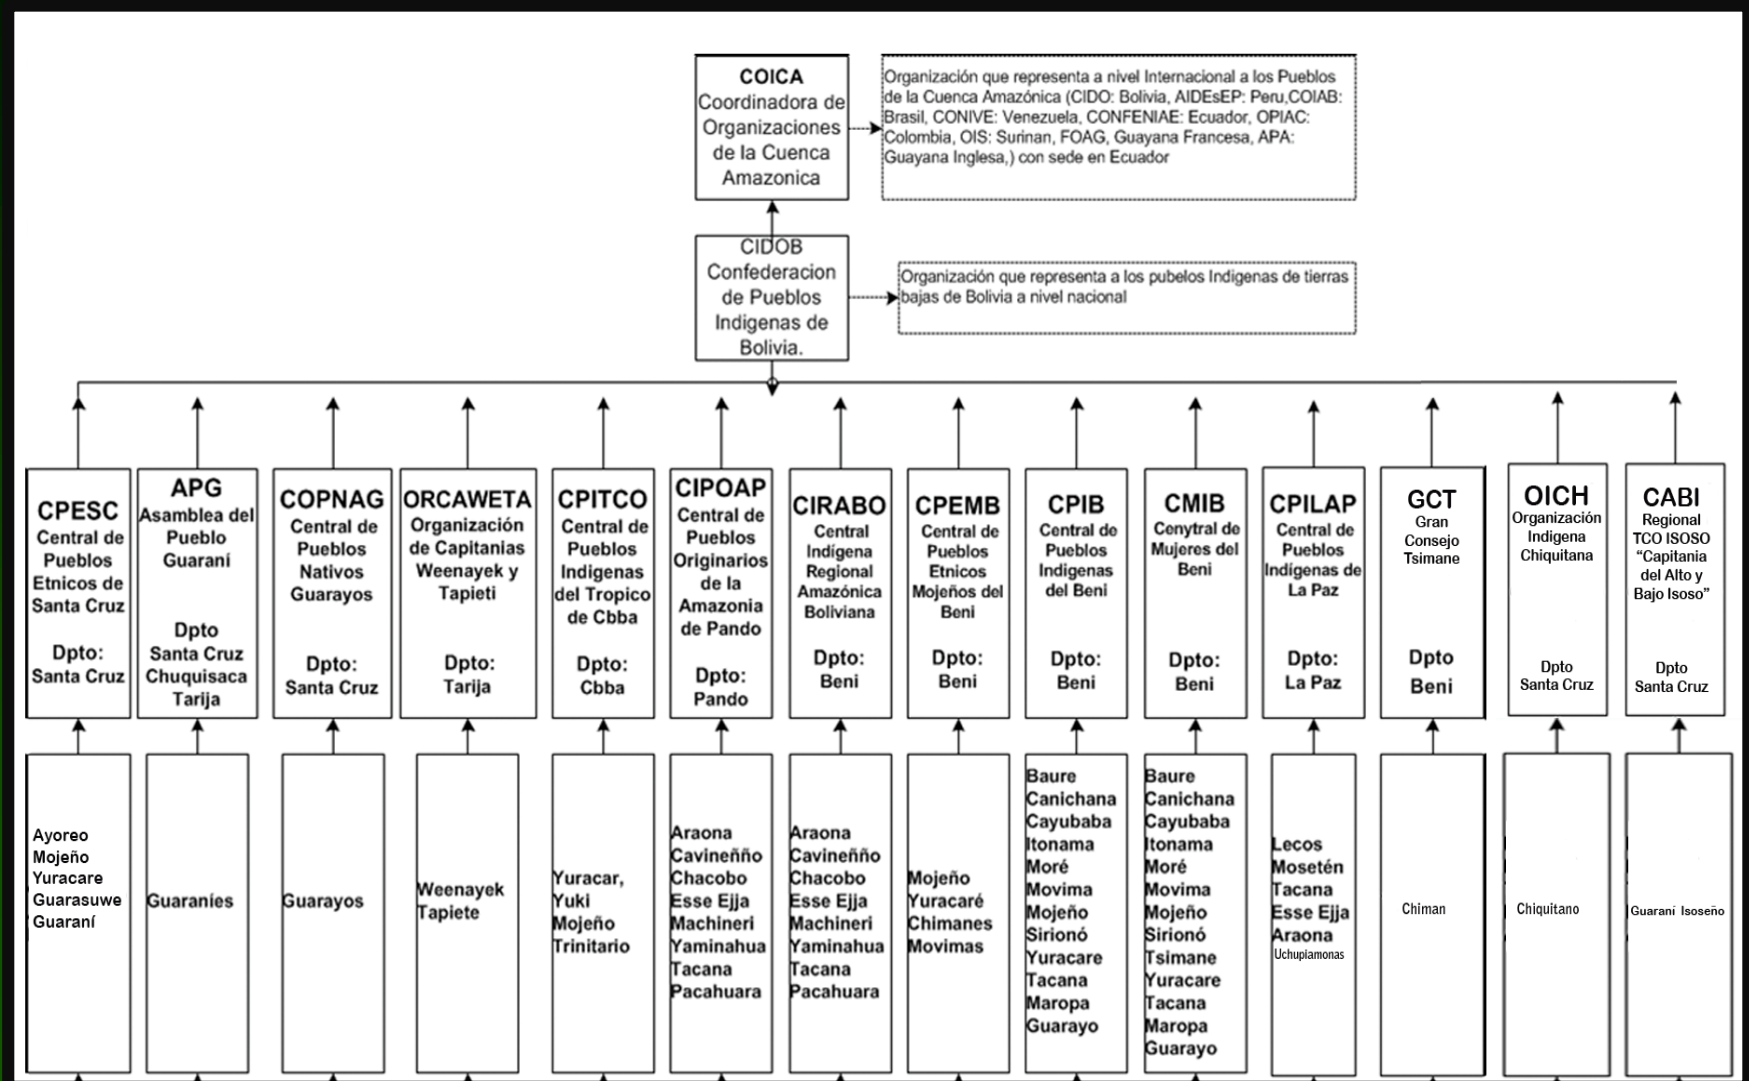 COICA
Coordinadora de
Organizaciones
de la Cuenca
Amazonica
Organización que representa a nivel Internacional a los Pueblos
de la Cuenca Amazónica (CIDO: Bolivia, AIDEsEP: Peru,COIAB:
Brasil, CONIVE: Venezuela, CONFENIAE: Ecuador, OPIAC:
Colombia, OIS: Surinan, FOAG, Guayana Francesa, APA:
Guayana Inglesa,) con sede en Ecuador
CIDOB
Confederacion
de Pueblos
Indigenas de
Bolivia.
Organización que representa a los pubelos Indigenas de tierras
bajas de Bolivia a nivel nacional
CPESC
Central de
Pueblos
Etnicos de
Santa Cruz
Dpto:
Santa Cruz
APG
Asamblea del
Pueblo
Guaraní
Dpto
Santa Cruz
Chuquisaca
Tarija
COPNAG
Central de
Pueblos
Nativos
Guarayos
Dpto:
Santa Cruz
ORCAWETA
Organización
de Capitanias
Weenayek y
Tapieti
Dpto:
Tarija
CPITCO
Central de
Pueblos
Indigenas
del Tropico
de Cbba
Dpto:
Cbba
CIPOAP
Central de
Pueblos
Originarios
de la
Amazonia
de Pando
Dpto:
Pando
CIRABO
Central
Indígena
Regional
Amazónica
Boliviana
Dpto:
Beni
CPEMB
Central de
Pueblos
Etnicos
Mojeños del
Beni
Dpto:
Beni
CPIB
Central de
Pueblos
Indigenas
del Beni
Dpto:
Beni
CMIB
Cenytral de
Mujeres del
Beni
Dpto:
Beni
CPILAP
Central de
Pueblos
Indígenas de
La Paz
Dpto:
La Paz
GCT
Gran
Consejo
Tsimane
Dpto
Beni
OICH
Organización
Indigena
Chiquitana
Dpto
Santa Cruz
CABI
Regional
TCO ISOSO
“Capitania
del Alto y
Bajo Isoso”
Dpto
Santa Cruz
Ayoreo
Mojeño
Yuracare
Guarasuwe
Guaraní
Guaraníes
Guarayos
Weenayek
Tapiete
Yuracar,
Yuki
Mojeño
Trinitario
Araona
Cavineñño
Chacobo
Esse Ejja
Machineri
Yaminahua
Tacana
Pacahuara
Araona
Cavineñño
Chacobo
Esse Ejja
Machineri
Yaminahua
Tacana
Pacahuara
Mojeño
Yuracaré
Chimanes
Movimas
Baure
Canichana
Cayubaba
Itonama
Moré
Movima
Mojeño
Sirionó
Yuracare
Tacana
Maropa
Guarayo
Baure
Canichana
Cayubaba
Itonama
Moré
Movima
Mojeño
Sirionó
Tsimane
Yuracare
Tacana
Maropa
Guarayo
Lecos
Mosetén
Tacana
Esse Ejja
Araona
Uchupiamonas
Chiman
Chiquitano
Guarani Isoseño